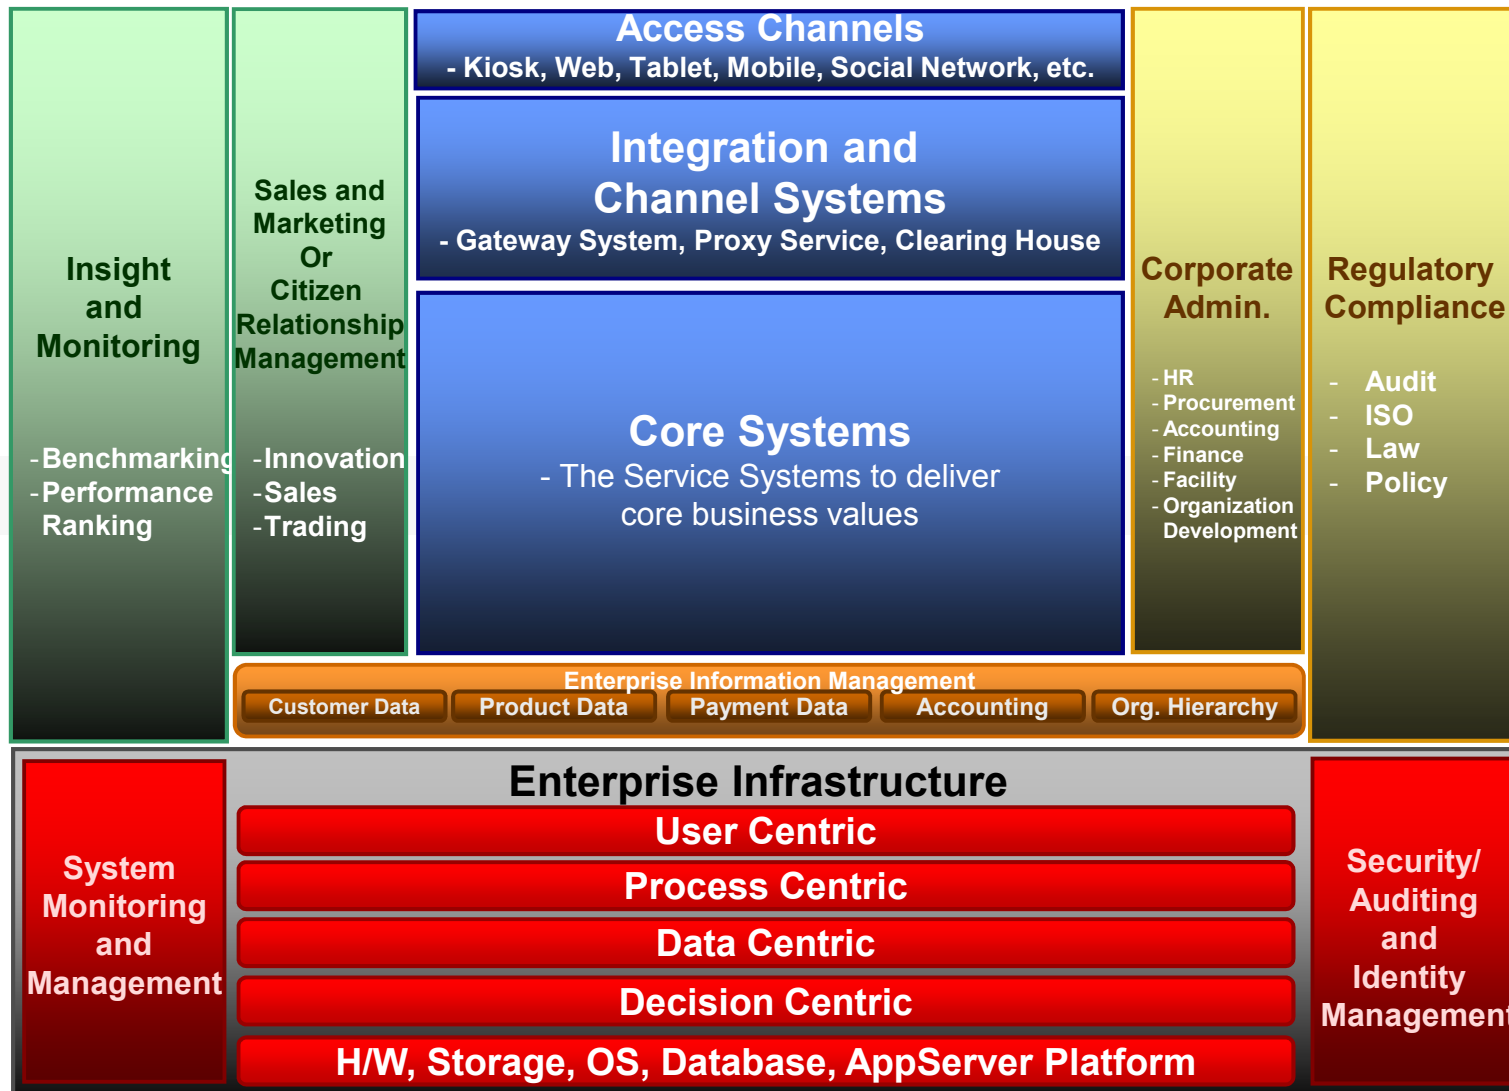 Access Channels
- Kiosk, Web, Tablet, Mobile, Social Network, etc.
Integration and
Channel Systems
- Gateway System, Proxy Service, Clearing House
Core Systems
- The Service Systems to deliver
core business values
Insight
and
Monitoring
- Benchmarking
- Performance
Ranking
Sales and
Marketing
Or
Citizen
Relationship
Management
- Innovation
- Sales
- Trading
Corporate
Admin.
- HR
- Procurement
- Accounting
- Finance
- Facility
- Organization
Development
Regulatory
Compliance
- Audit
- ISO
- Law
- Policy
Enterprise Information Management
Customer Data
Product Data
Payment Data
Accounting
Org. Hierarchy
Enterprise Infrastructure
System
Monitoring
and
Management
User Centric
Process Centric
Data Centric
Decision Centric
H/W, Storage, OS, Database, AppServer Platform
Security/
Auditing
and
Identity
Management